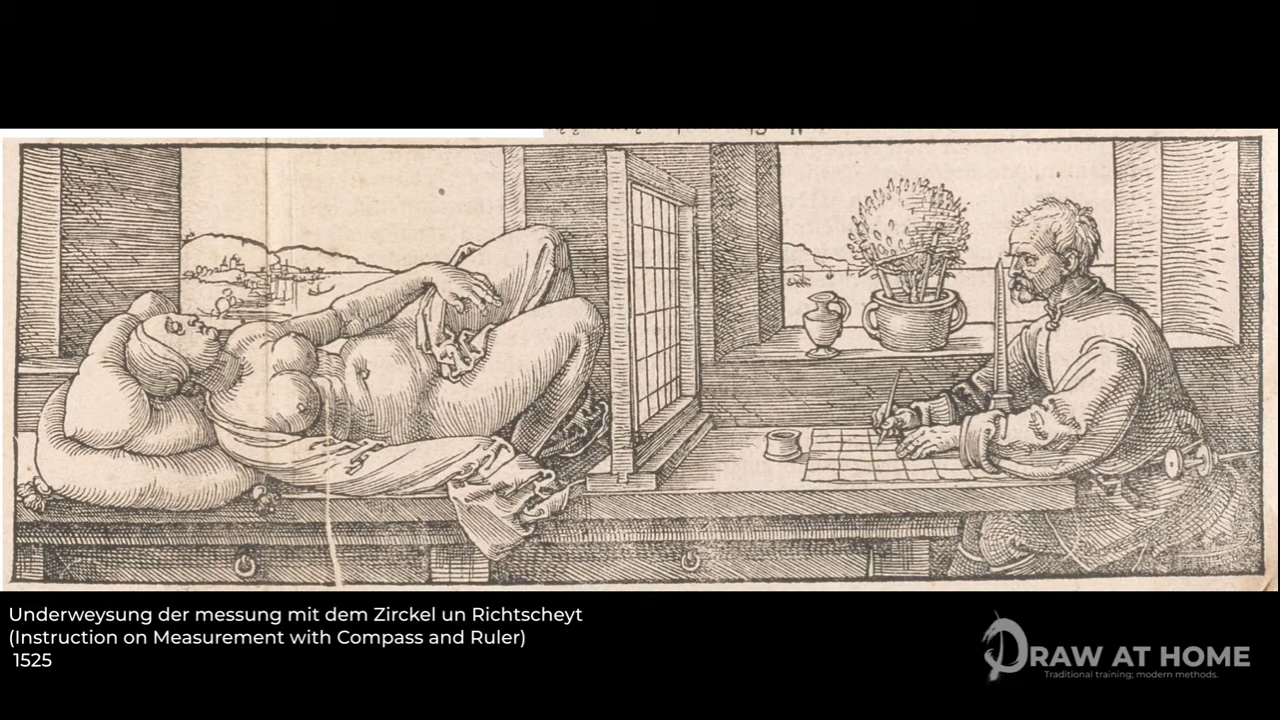 Underweysung der messung mit dem Zirckel un Richtscheyt
(Instruction on Measurement with Compass and Ruler)
1525
DRAW AT HOME
Traditional training; modern methods.